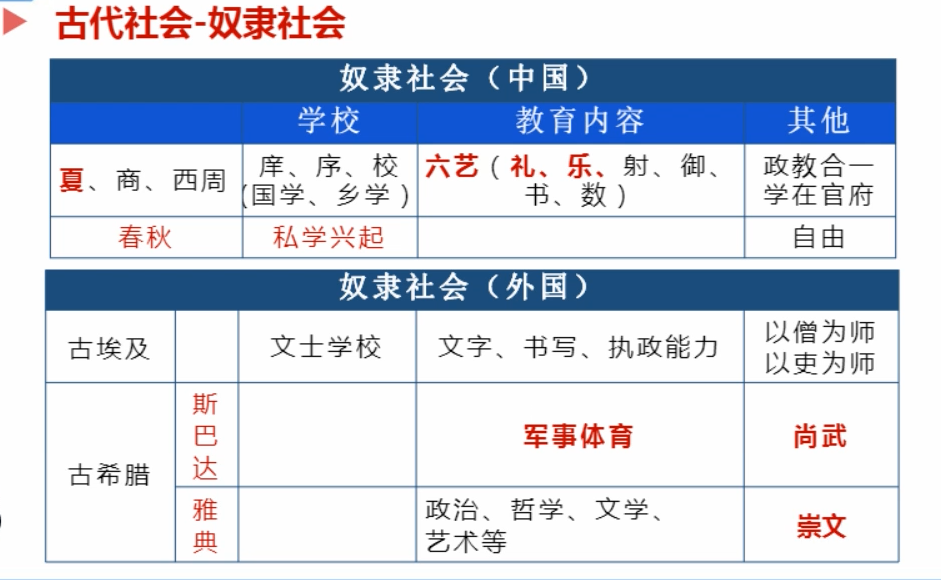 古代社会-奴隶社会
奴隶社会（中国）
学校 教育内容 其他
夏、商、西周
庠、序、校
(国学、乡学）
六艺（礼、乐、射、御、
书、数）
政教合一
学在官府
春秋 私学兴起 自由
奴隶社会（外国）
古埃及 文士学校 文字、书写、执政能力
以僧为师
以吏为师
古希腊
斯
巴
达
军事体育 尚武
雅
典
政治、哲学、文学、
艺术等
崇文